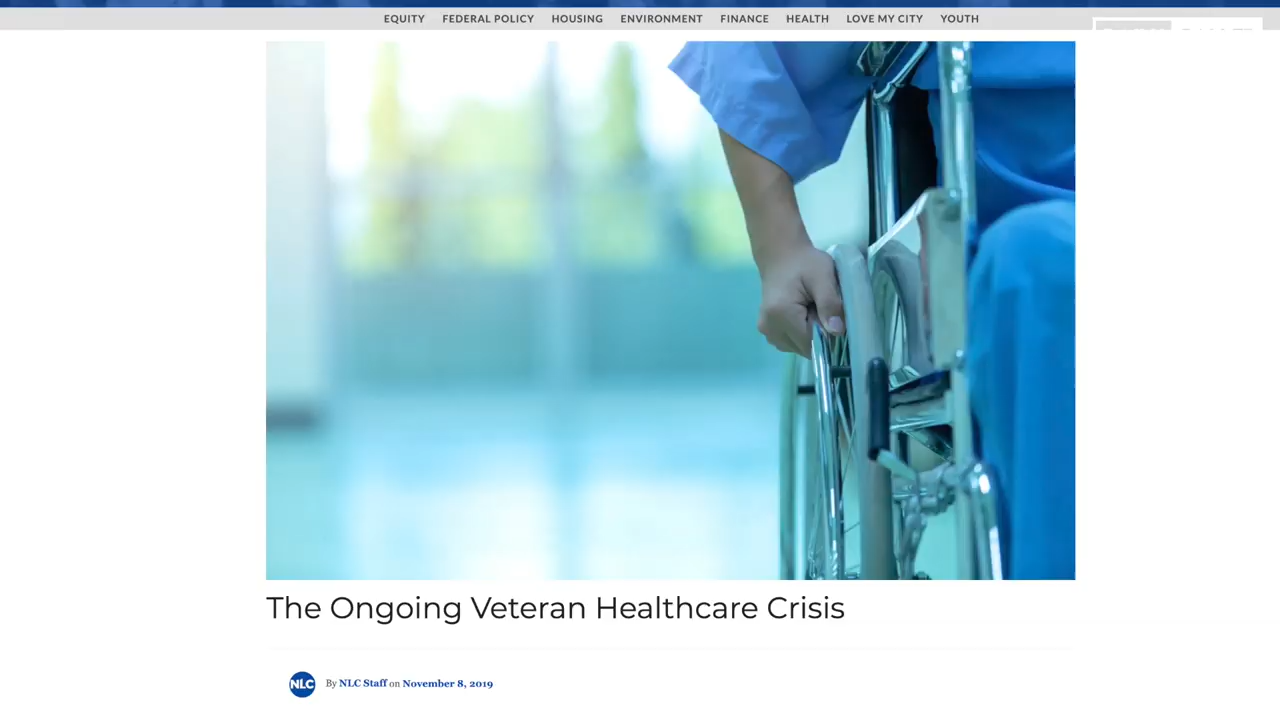 EQUITY FEDERAL POLICY HOUSING ENVIRONMENT FINANCE HEALTH LOVE MY CITY YOUTH
The Ongoing Veteran Healthcare Crisis
NLC By NLC Staff on November 8, 2019